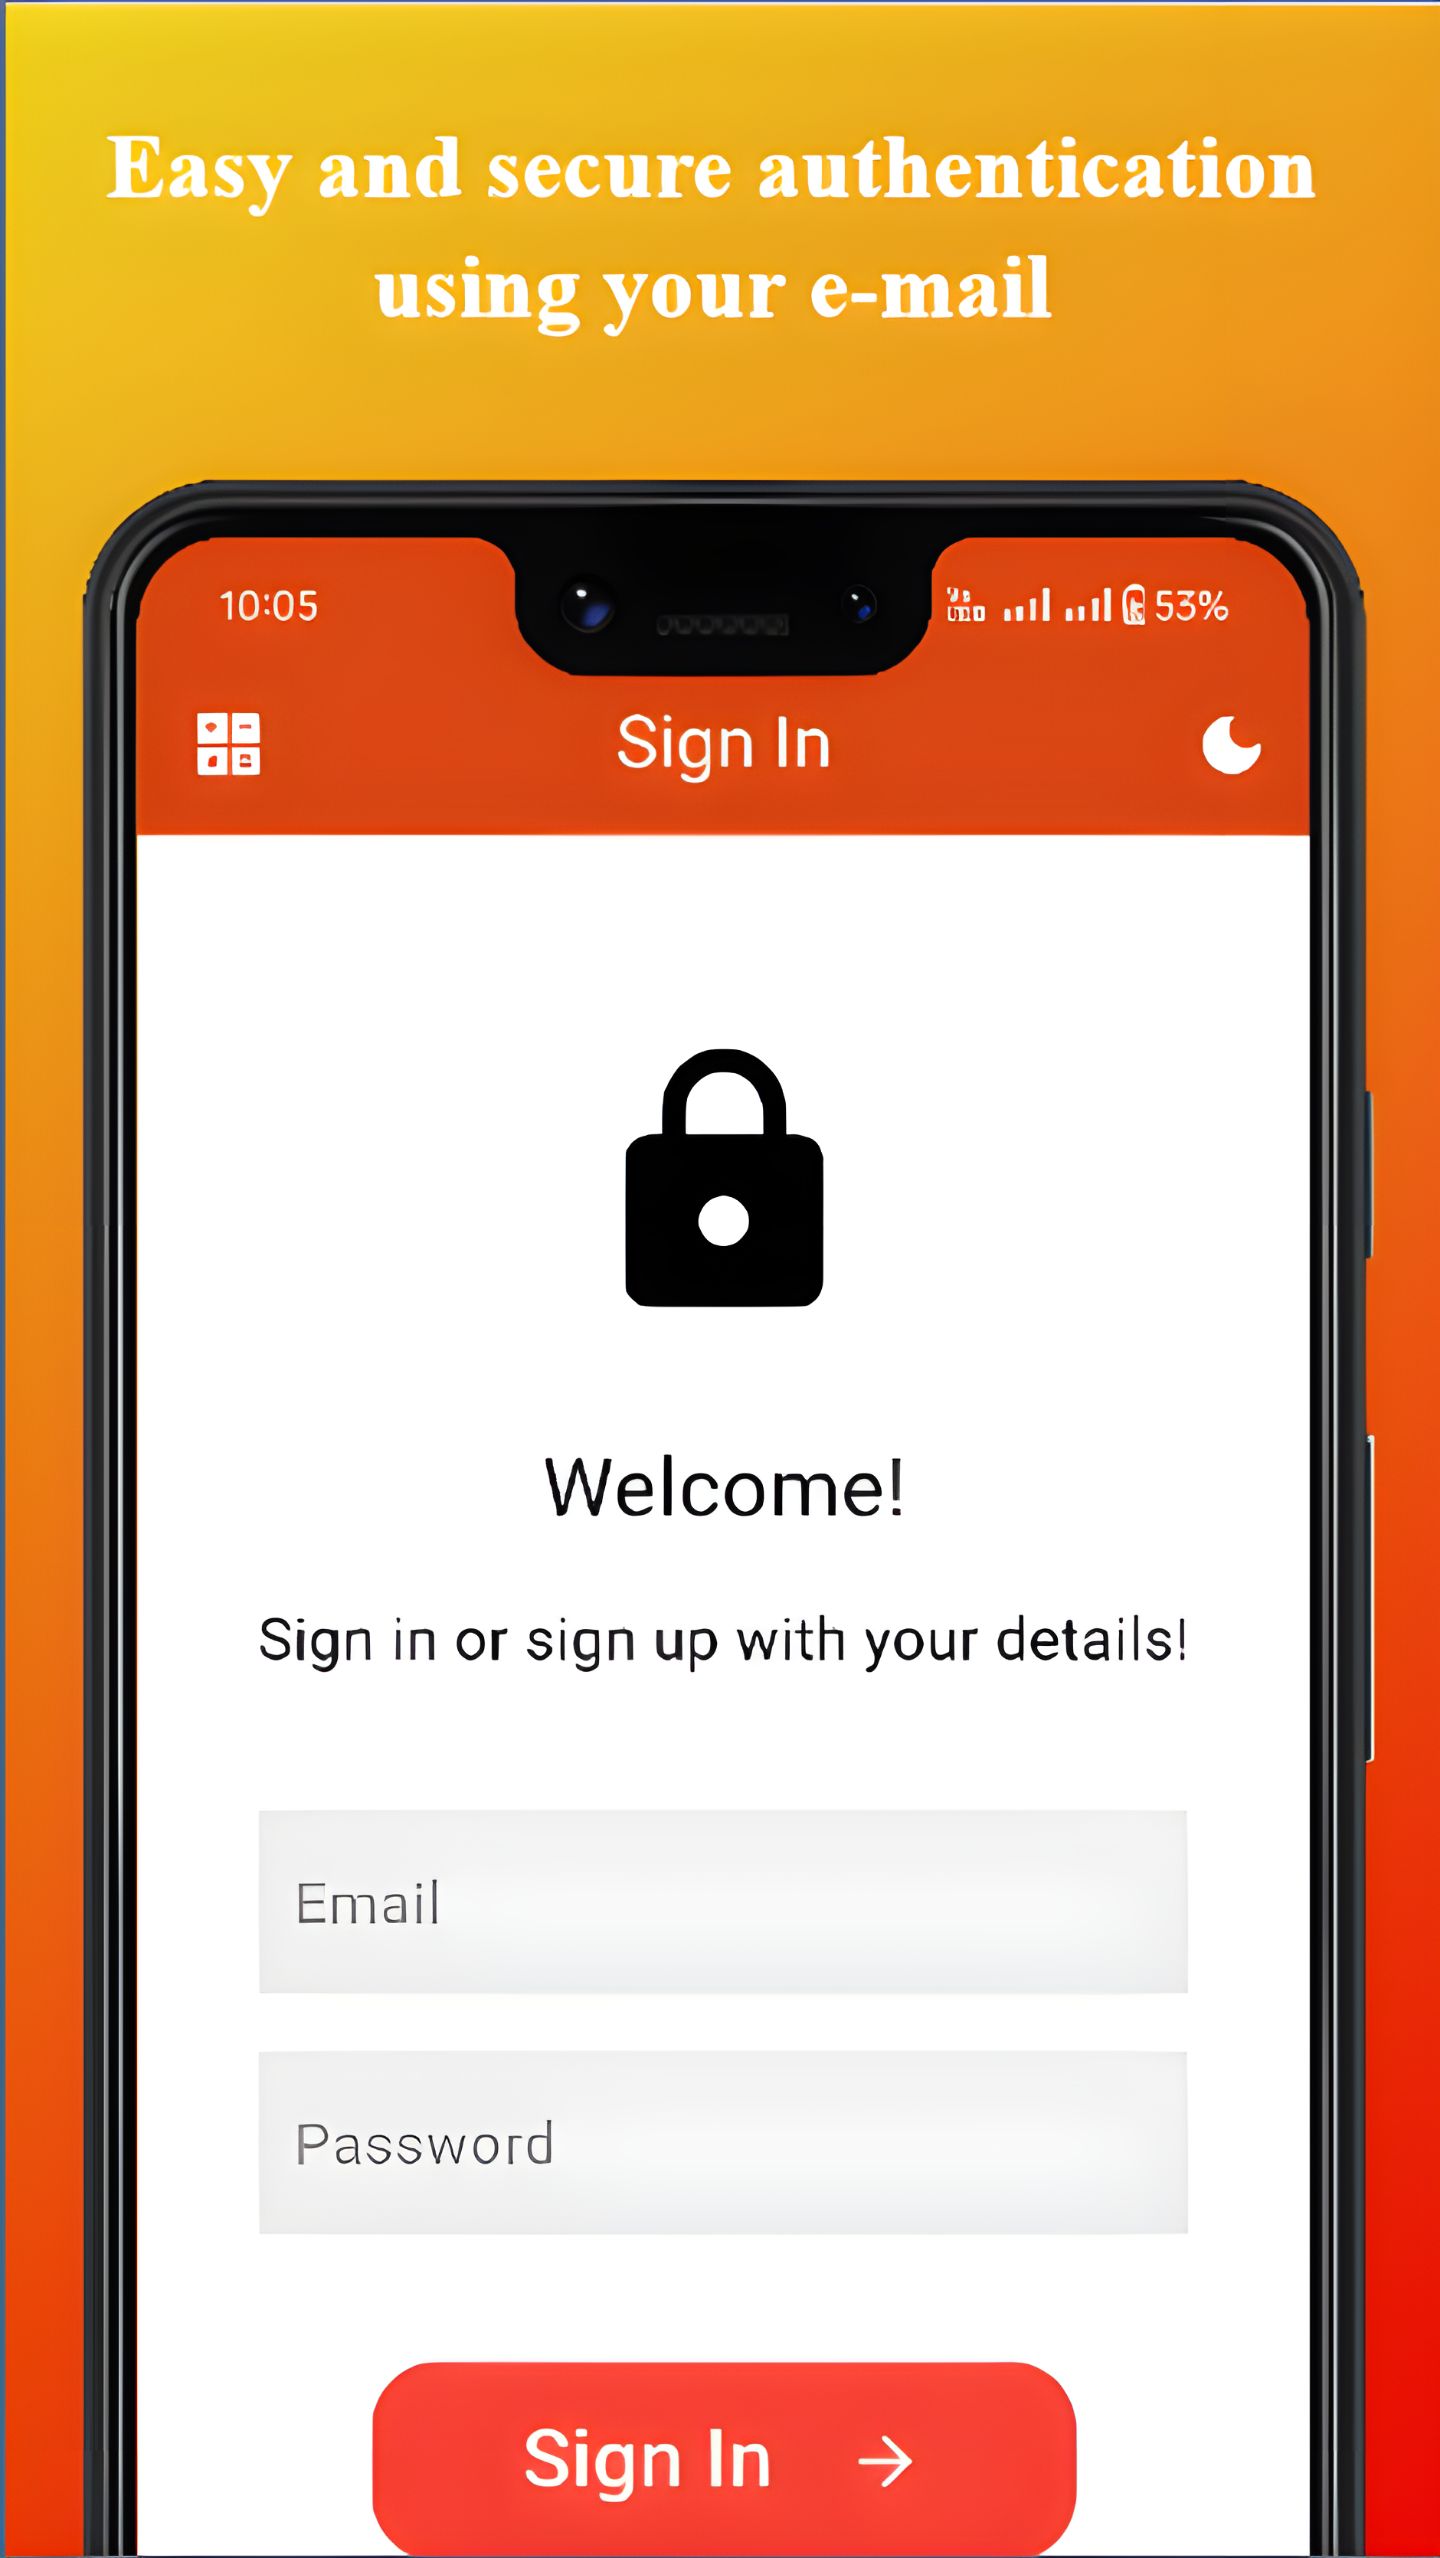 Easy and secure authentication
using your e-mail
10:05
53%
Sign In
Welcome!
Sign in or sign up with your details!
Email
Password
Sign In